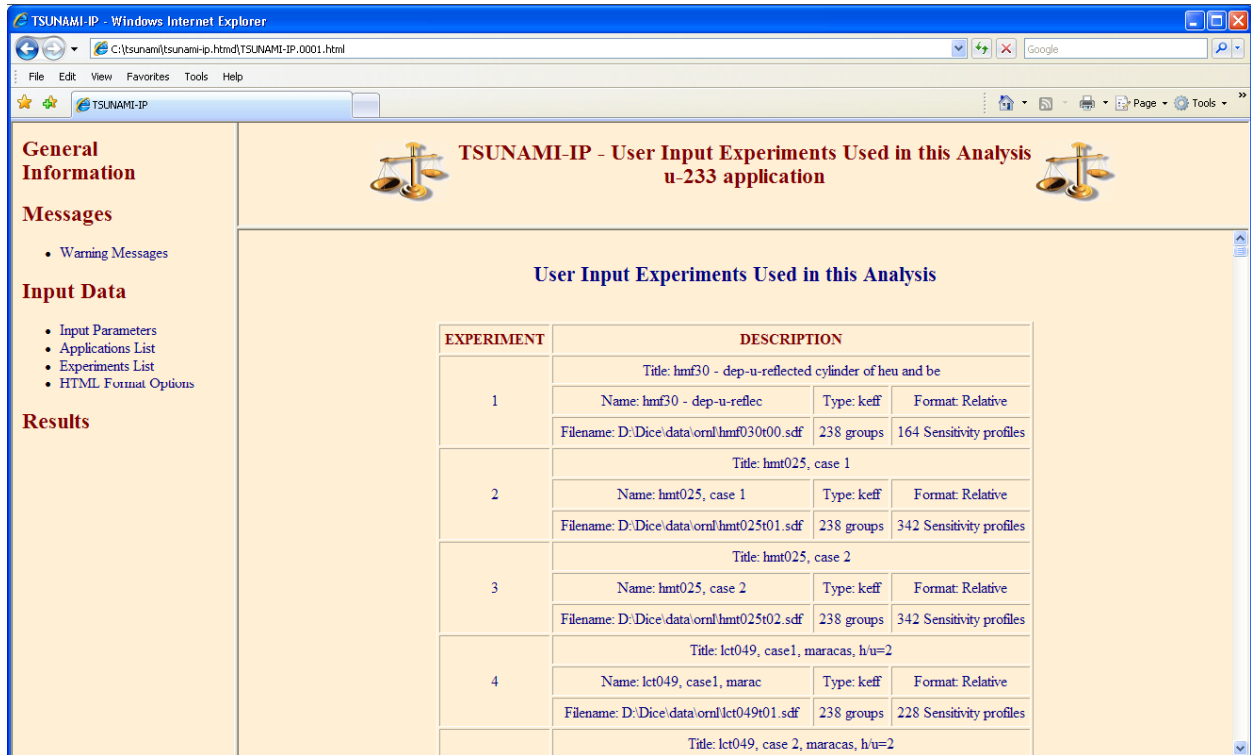 TSUNAMI-IP - Windows Internet Explorer
C:\tsunami\tsunami-ip.htmd\TSUNAMI-IP.0001.html
Google
File Edit View Favorites Tools Help
TSUNAMI-IP
Page Tools »
General
Information
Messages
• Warning Messages
Input Data
• Input Parameters
• Applications List
• Experiments List
• HTML Format Options
Results
TSUNAMI-IP - User Input Experiments Used in this Analysis
u-233 application
User Input Experiments Used in this Analysis
EXPERIMENT DESCRIPTION
Title: hmf30 - dep-u-reflected cylinder of heu and be
1 Name: hmf30 - dep-u-reflec Type: keff Format: Relative
Filename: D:\Dice\data\ornl\hmf030t00.sdf 238 groups 164 Sensitivity profiles
Title: hmt025, case 1
2 Name: hmt025, case 1 Type: keff Format: Relative
Filename: D:\Dice\data\ornl\hmt025t01.sdf 238 groups 342 Sensitivity profiles
Title: hmt025, case 2
3 Name: hmt025, case 2 Type: keff Format: Relative
Filename: D:\Dice\data\ornl\hmt025t02.sdf 238 groups 342 Sensitivity profiles
Title: lct049, case1, maracas, h/u=2
4 Name: lct049, case1, marac Type: keff Format: Relative
Filename: D:\Dice\data\ornl\lct049t01.sdf 238 groups 228 Sensitivity profiles
Title: lct049, case 2, maracas, h/u=2